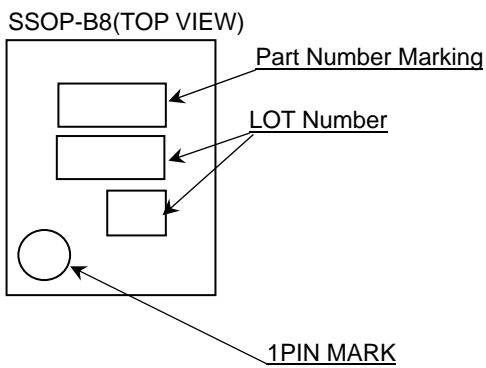 SSOP-B8(TOP VIEW)
Part Number Marking
LOT Number
1PIN MARK